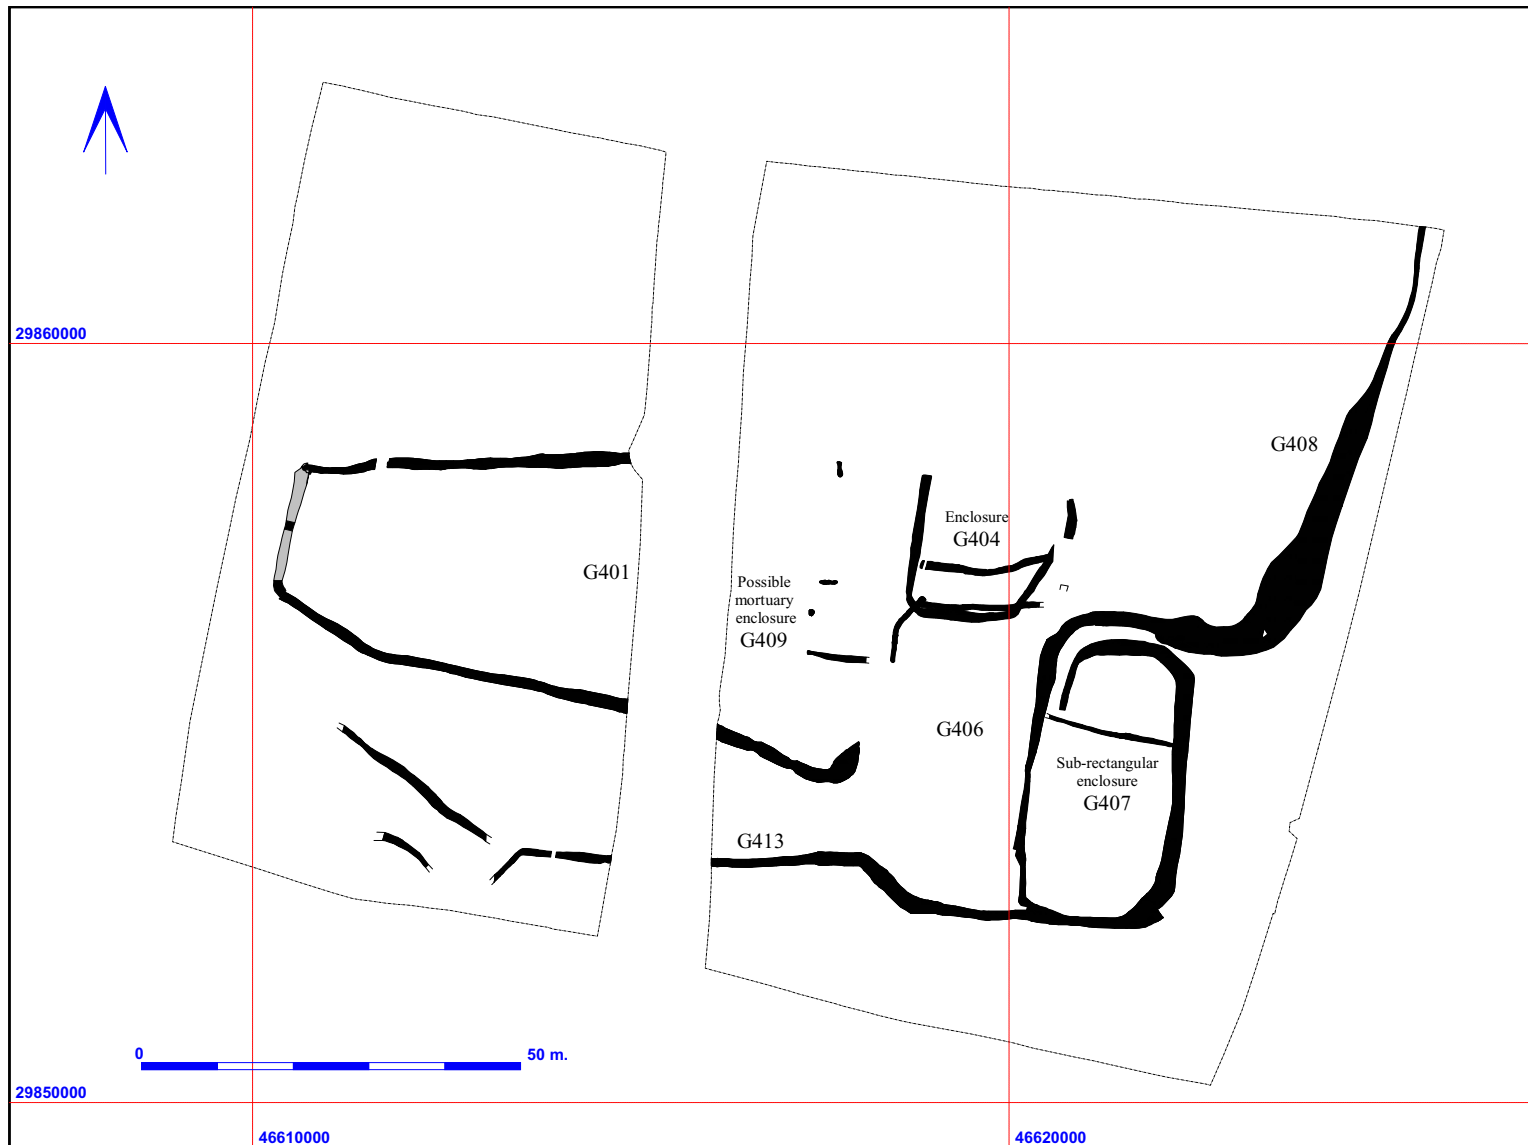 29860000
G408
Enclosure
G404
G401
Possible
mortuary
enclosure
G409
G406
Sub-rectangular
enclosure
G407
G413
0
50 m.
29850000
46610000
46620000